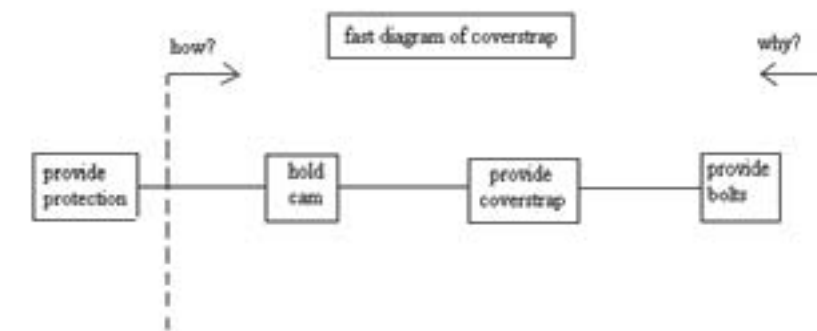 fast diagram of coverstrap
how?
why?
provide
protection
hold
cam
provide
coverstrap
provide
bolts